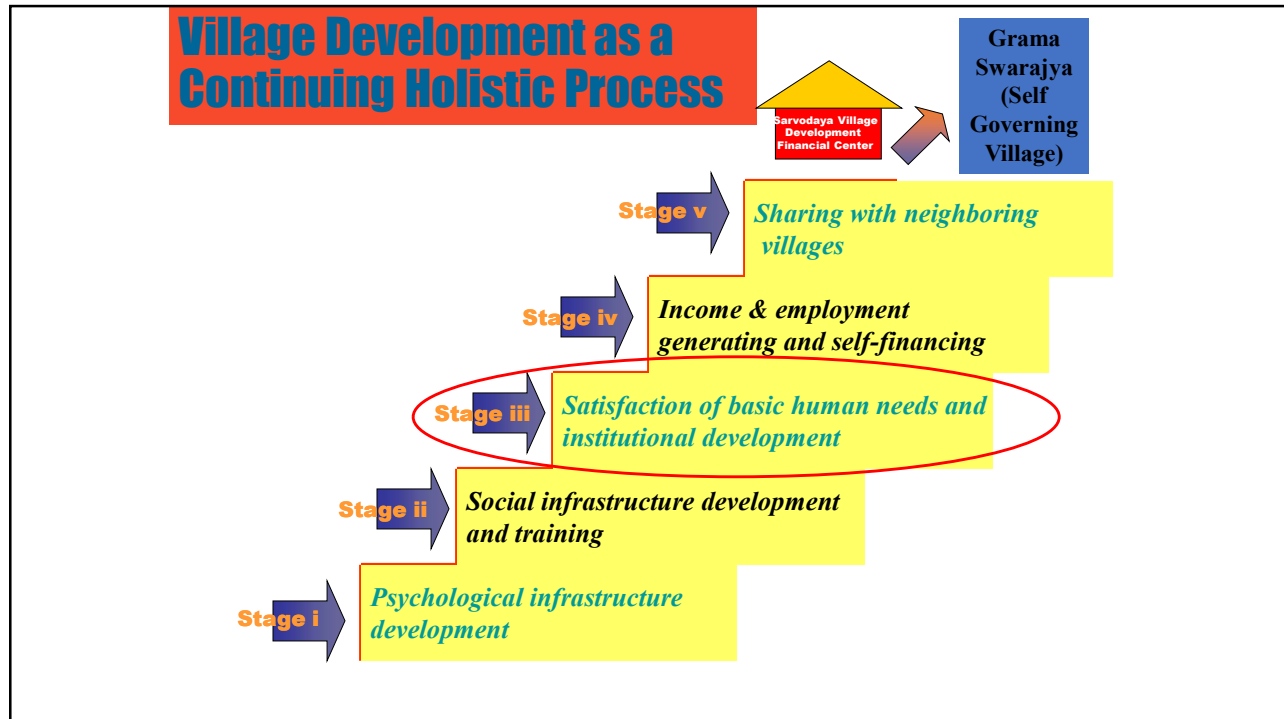 Village Development as a
Continuing Holistic Process
Sarvodaya Village
Development
Financial Center
Grama
Swarajya
(Self
Governing
Village)
Stage v
Sharing with neighboring
villages
Stage iv
Income & employment
generating and self-financing
Stage iii
Satisfaction of basic human needs and
institutional development
Stage ii
Social infrastructure development
and training
Stage i
Psychological infrastructure
development